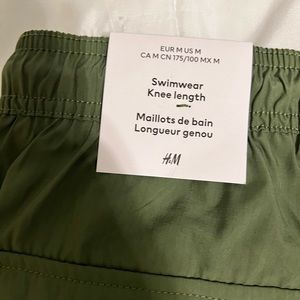 EUR M US M
CA M CN 175/100 MX M
Swimwear
Knee length
Maillots de bain
Longueur genou
H&M